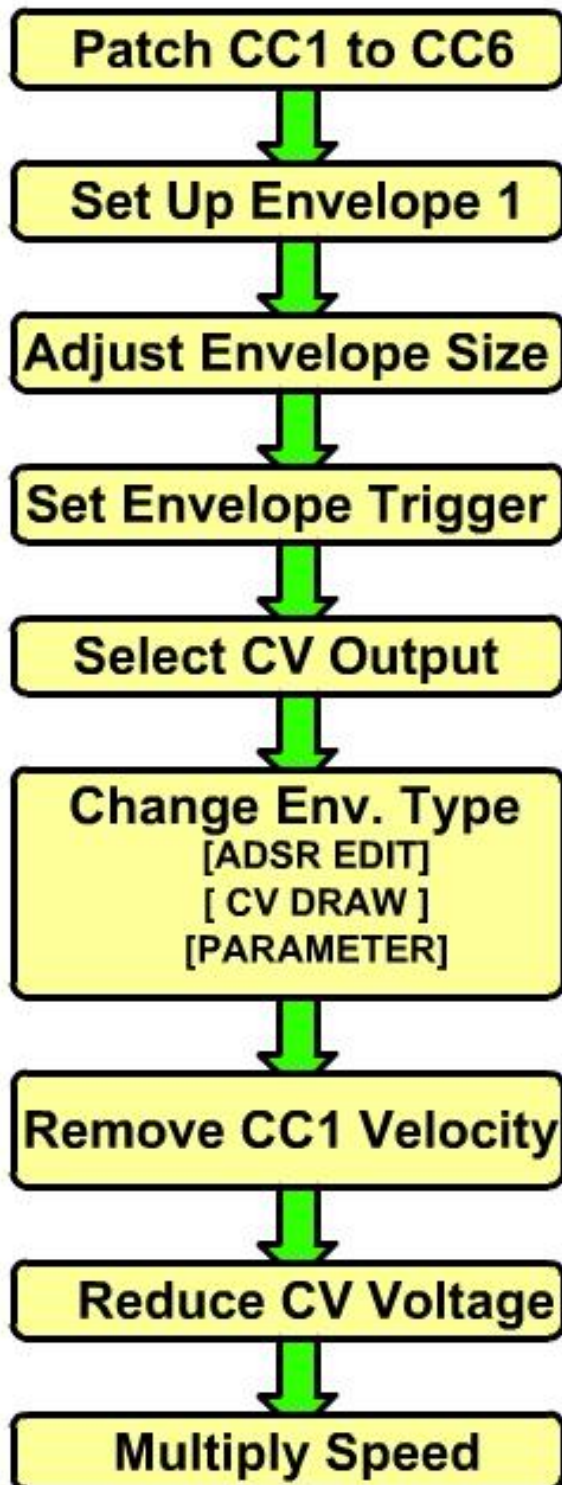 Patch CC1 to CC6
Set Up Envelope 1
Adjust Envelope Size
Set Envelope Trigger
Select CV Output
Change Env. Type
[ADSR EDIT]
[ CV DRAW ]
[PARAMETER]
Remove CC1 Velocity
Reduce CV Voltage
Multiply Speed